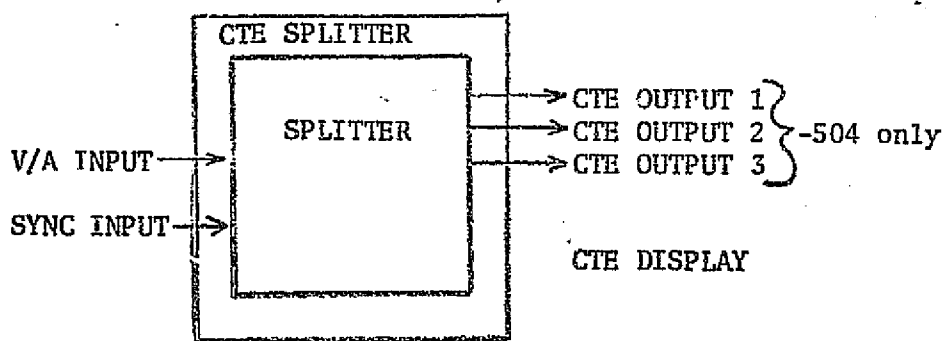 CTE SPLITTER
SPLITTER
V/A INPUT
SYNC INPUT
CTE OUTPUT 1
CTE OUTPUT 2
CTE OUTPUT 3
-504 only
CTE DISPLAY